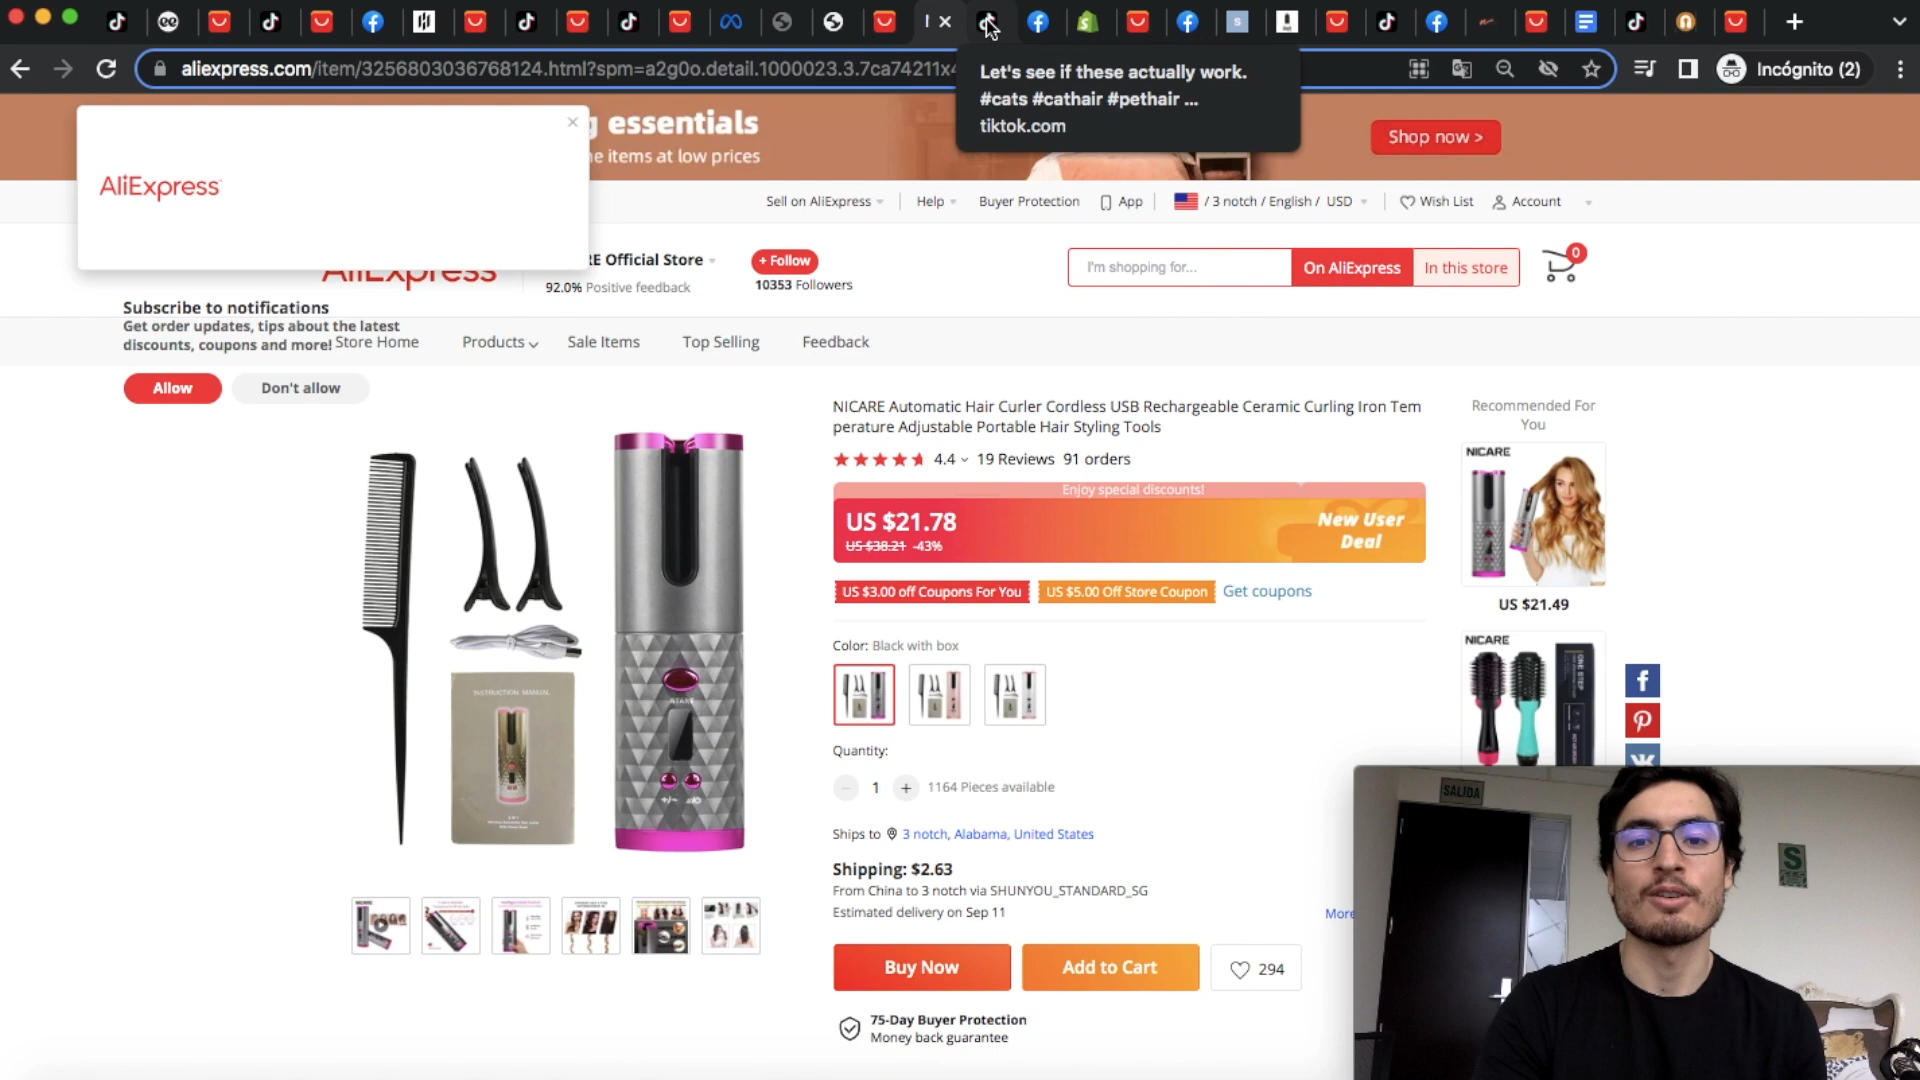 aliexpress.com/item/3256803036768124.html?spm=a2g0o.detail.1000023.3.7ca74211x4
Incógnito (2)
Let's see if these actually work.
#cats #cathair #pethair ...
tiktok.com
essentials
e items at low prices
Shop now >
AliExpress
Sell on AliExpress
Help
Buyer Protection
App
/ 3 notch / English / USD
Wish List
Account
AliExpress
RE Official Store
92.0% Positive feedback
+ Follow
10353 Followers
I'm shopping for...
On AliExpress
In this store
0
Subscribe to notifications
Get order updates, tips about the latest
discounts, coupons and more!
Store Home
Products
Sale Items
Top Selling
Feedback
Allow
Don't allow
NICARE Automatic Hair Curler Cordless USB Rechargeable Ceramic Curling Iron Tem
perature Adjustable Portable Hair Styling Tools
4.4
19 Reviews
91 orders
Enjoy special discounts!
US $21.78
US $38.21 -43%
New User
Deal
US $3.00 off Coupons For You
US $5.00 Off Store Coupon
Get coupons
Color: Black with box
Quantity:
1
1164 Pieces available
Ships to
3 notch, Alabama, United States
Shipping: $2.63
From China to 3 notch via SHUNYOU_STANDARD_SG
Estimated delivery on Sep 11
More
Buy Now
Add to Cart
294
75-Day Buyer Protection
Money back guarantee
Recommended For
You
NICARE
US $21.49
NICARE
ONE STEP
INSTRUCTION MANUAL
SALIDA
S